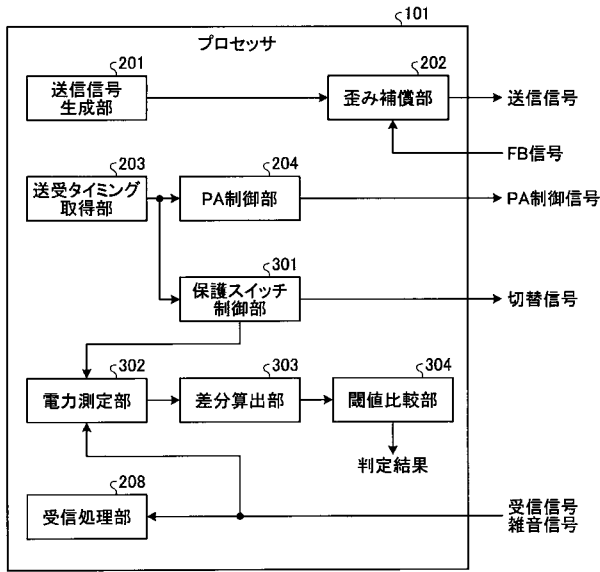 101
プロセッサ
201
送信信号
生成部
202
歪み補償部
送信信号
FB信号
203
送受タイミング
取得部
204
PA制御部
PA制御信号
301
保護スイッチ
制御部
切替信号
302
電力測定部
303
差分算出部
304
閾値比較部
判定結果
208
受信処理部
受信信号
雑音信号